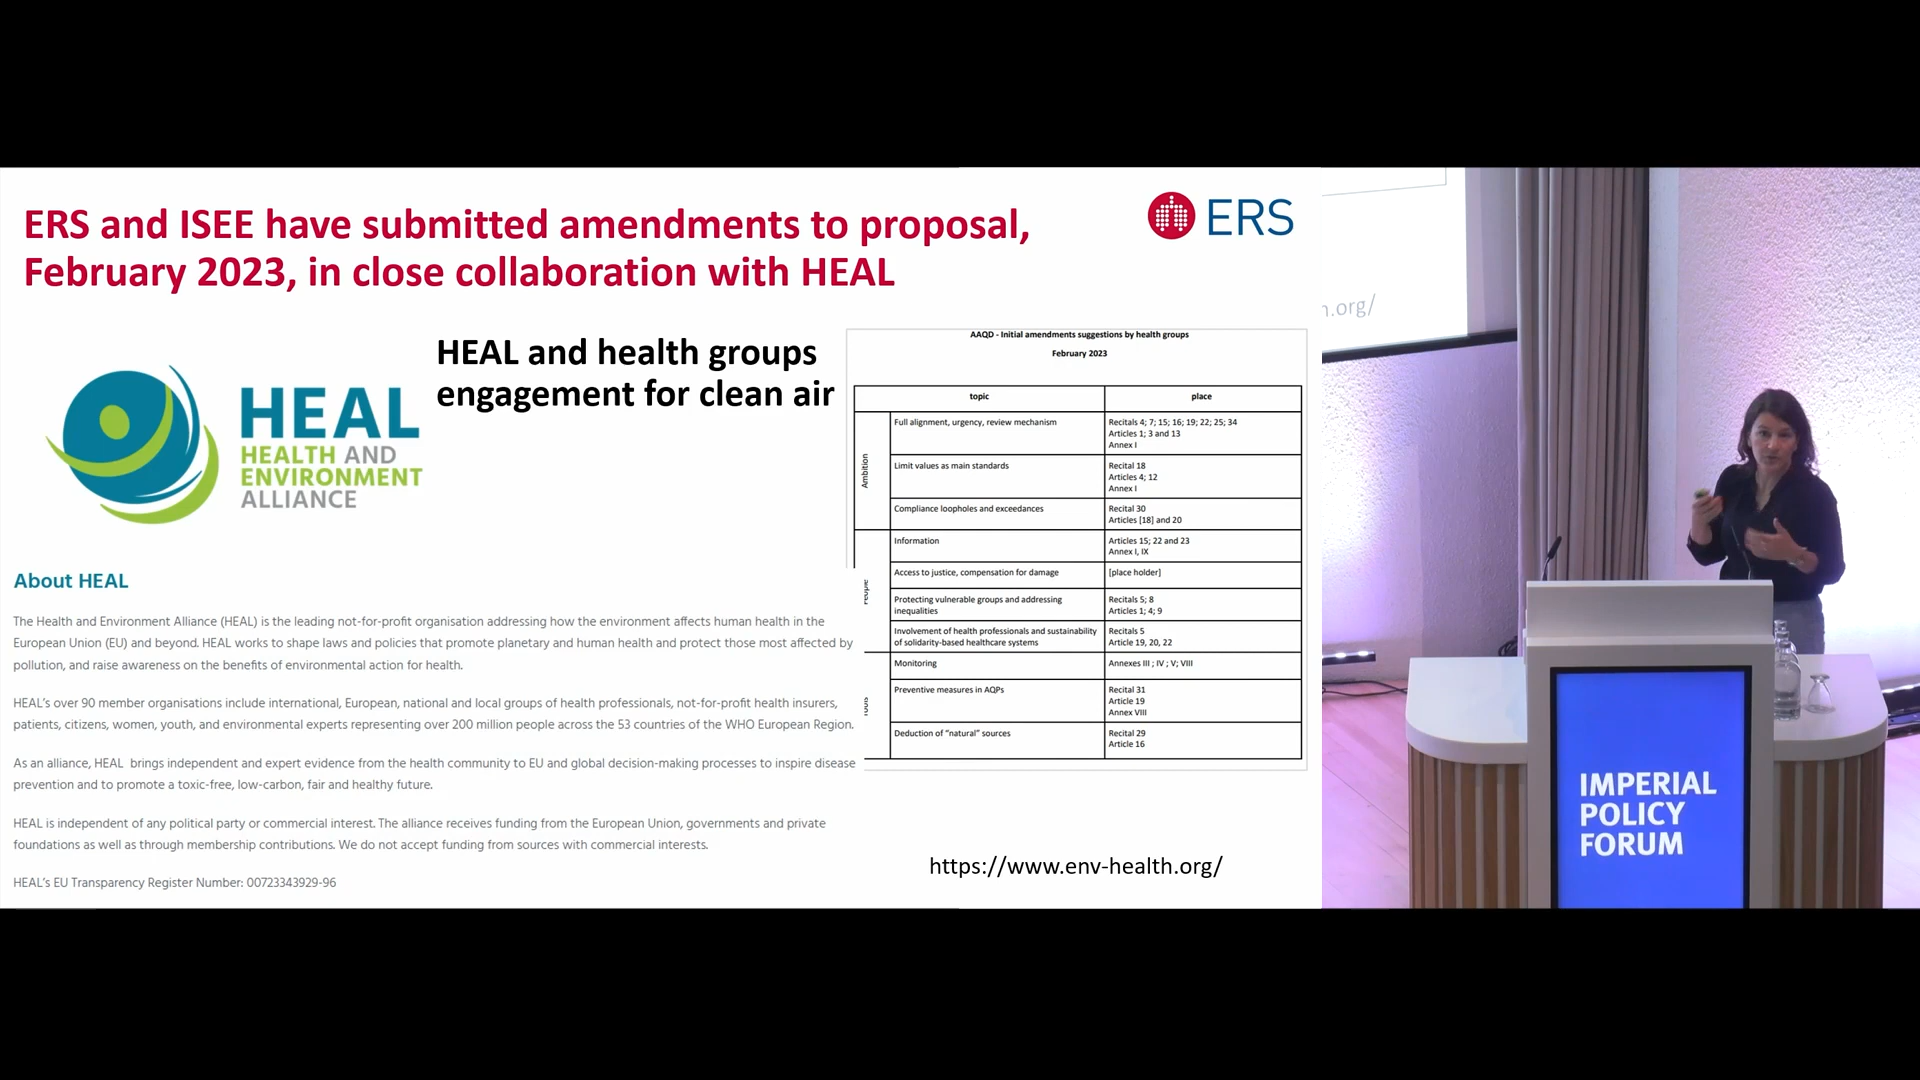 ERS and ISEE have submitted amendments to proposal,
February 2023, in close collaboration with HEAL
ERS
HEAL
HEALTH AND
ENVIRONMENT
ALLIANCE
HEAL and health groups
engagement for clean air
About HEAL
The Health and Environment Alliance (HEAL) is the leading not-for-profit organisation addressing how the environment affects human health in the
European Union (EU) and beyond. HEAL works to shape laws and policies that promote planetary and human health and protect those most affected by
pollution, and raise awareness on the benefits of environmental action for health.
HEAL's over 90 member organisations include international, European, national and local groups of health professionals, not-for-profit health insurers,
patients, citizens, women, youth, and environmental experts representing over 200 million people across the 53 countries of the WHO European Region.
As an alliance, HEAL brings independent and expert evidence from the health community to EU and global decision-making processes to inspire disease
prevention and to promote a toxic-free, low-carbon, fair and healthy future.
HEAL is independent of any political party or commercial interest. The alliance receives funding from the European Union, governments and private
foundations as well as through membership contributions. We do not accept funding from sources with commercial interests.
HEAL's EU Transparency Register Number: 00723343929-96
AAQD - Initial amendments suggestions by health groups
February 2023
topic place
Ambition
Full alignment, urgency, review mechanism
Recitals 4; 7; 15; 16; 19; 22; 25; 34
Articles 1; 3 and 13
Annex I
Limit values as main standards
Recital 18
Articles 4; 12
Annex I
Compliance loopholes and exceedances
Recital 30
Articles [18] and 20
People
Information
Articles 15; 22 and 23
Annex I, IX
Access to justice, compensation for damage
[place holder]
Protecting vulnerable groups and addressing
inequalities
Recitals 5; 8
Articles 1; 4; 9
Involvement of health professionals and sustainability
of solidarity-based healthcare systems
Recitals 5
Article 19, 20, 22
Monitoring
Annexes III ; IV ; V; VIII
Preventive measures in AQPs
Recital 31
Article 19
Annex VIII
Deduction of “natural” sources
Recital 29
Article 16
https://www.env-health.org/
h.org/
IMPERIAL
POLICY
FORUM